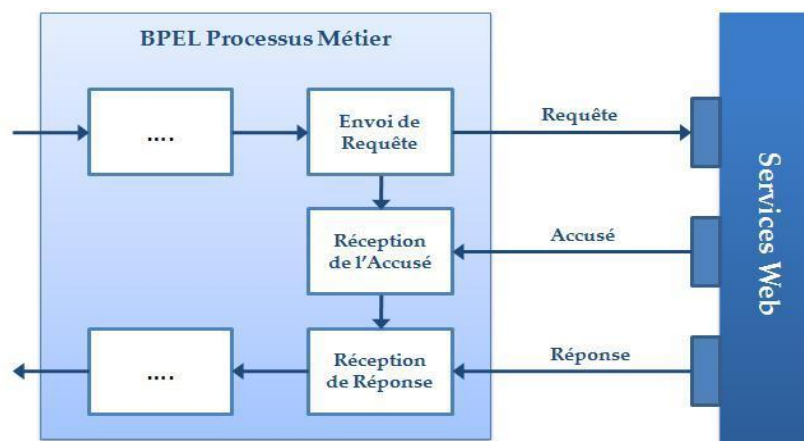 BPEL Processus Métier
....
Envoi de
Requête
Requête
Réception
de l'Accusé
Accusé
....
Réception
de Réponse
Réponse
Services Web